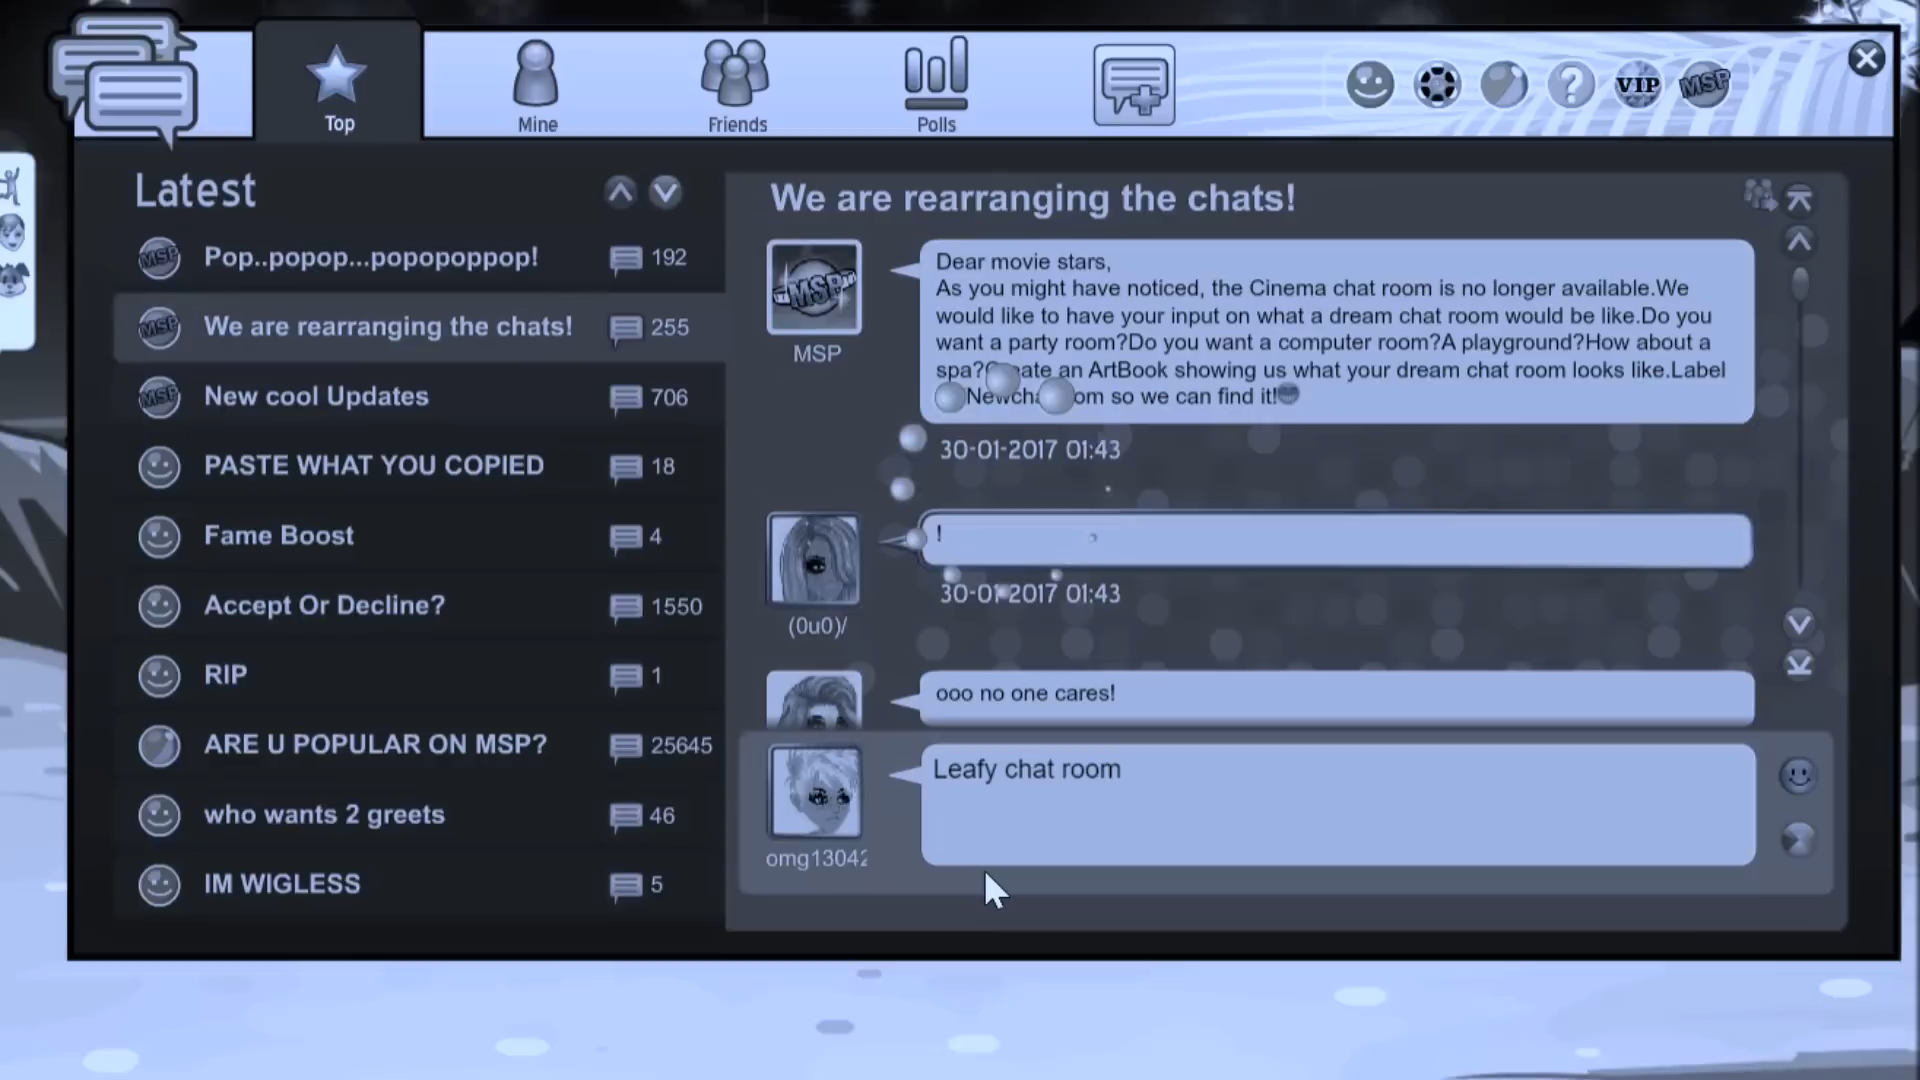 Top
Mine
Friends
Polls
?
VIP
MSP
Latest
MSP Pop..popop...popopoppop! 192
MSP We are rearranging the chats! 255
MSP New cool Updates 706
PASTE WHAT YOU COPIED 18
Fame Boost 4
Accept Or Decline? 1550
RIP 1
ARE U POPULAR ON MSP? 25645
who wants 2 greets 46
IM WIGLESS 5
We are rearranging the chats!
MSP
MSP
Dear movie stars,
As you might have noticed, the Cinema chat room is no longer available.We
would like to have your input on what a dream chat room would be like.Do you
want a party room?Do you want a computer room?A playground?How about a
spa? an ArtBook showing us what your dream chat room looks like.Label
so we can find it!
30-01-2017 01:43
!
30-01-2017 01:43
(0u0)/
ooo no one cares!
Leafy chat room
omg13042